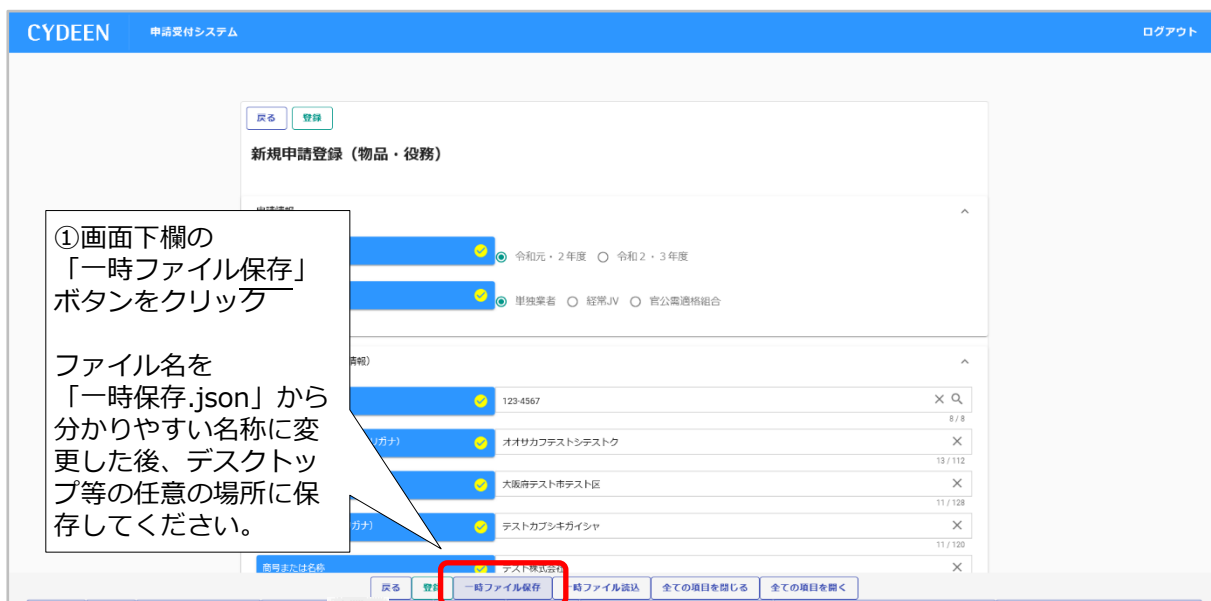 CYDEEN 申請受付システム ログアウト
戻る 登録
新規申請登録（物品・役務）
①画面下欄の
「一時ファイル保存」
ボタンをクリック
ファイル名を
「一時保存.json」から
分かりやすい名称に変
更した後、デスクトッ
プ等の任意の場所に保
存してください。
令和元・２年度 令和２・３年度
単独業者 経常JV 官公需適格組合
情報）
123-4567
8 / 8
リガナ） オオサカフテストシテストク
13 / 112
大阪府テスト市テスト区
11 / 128
ガナ） テストカブシキガイシャ
11 / 120
商号または名称 テスト株式会社
戻る 登録 一時ファイル保存 一時ファイル読込 全ての項目を閉じる 全ての項目を開く